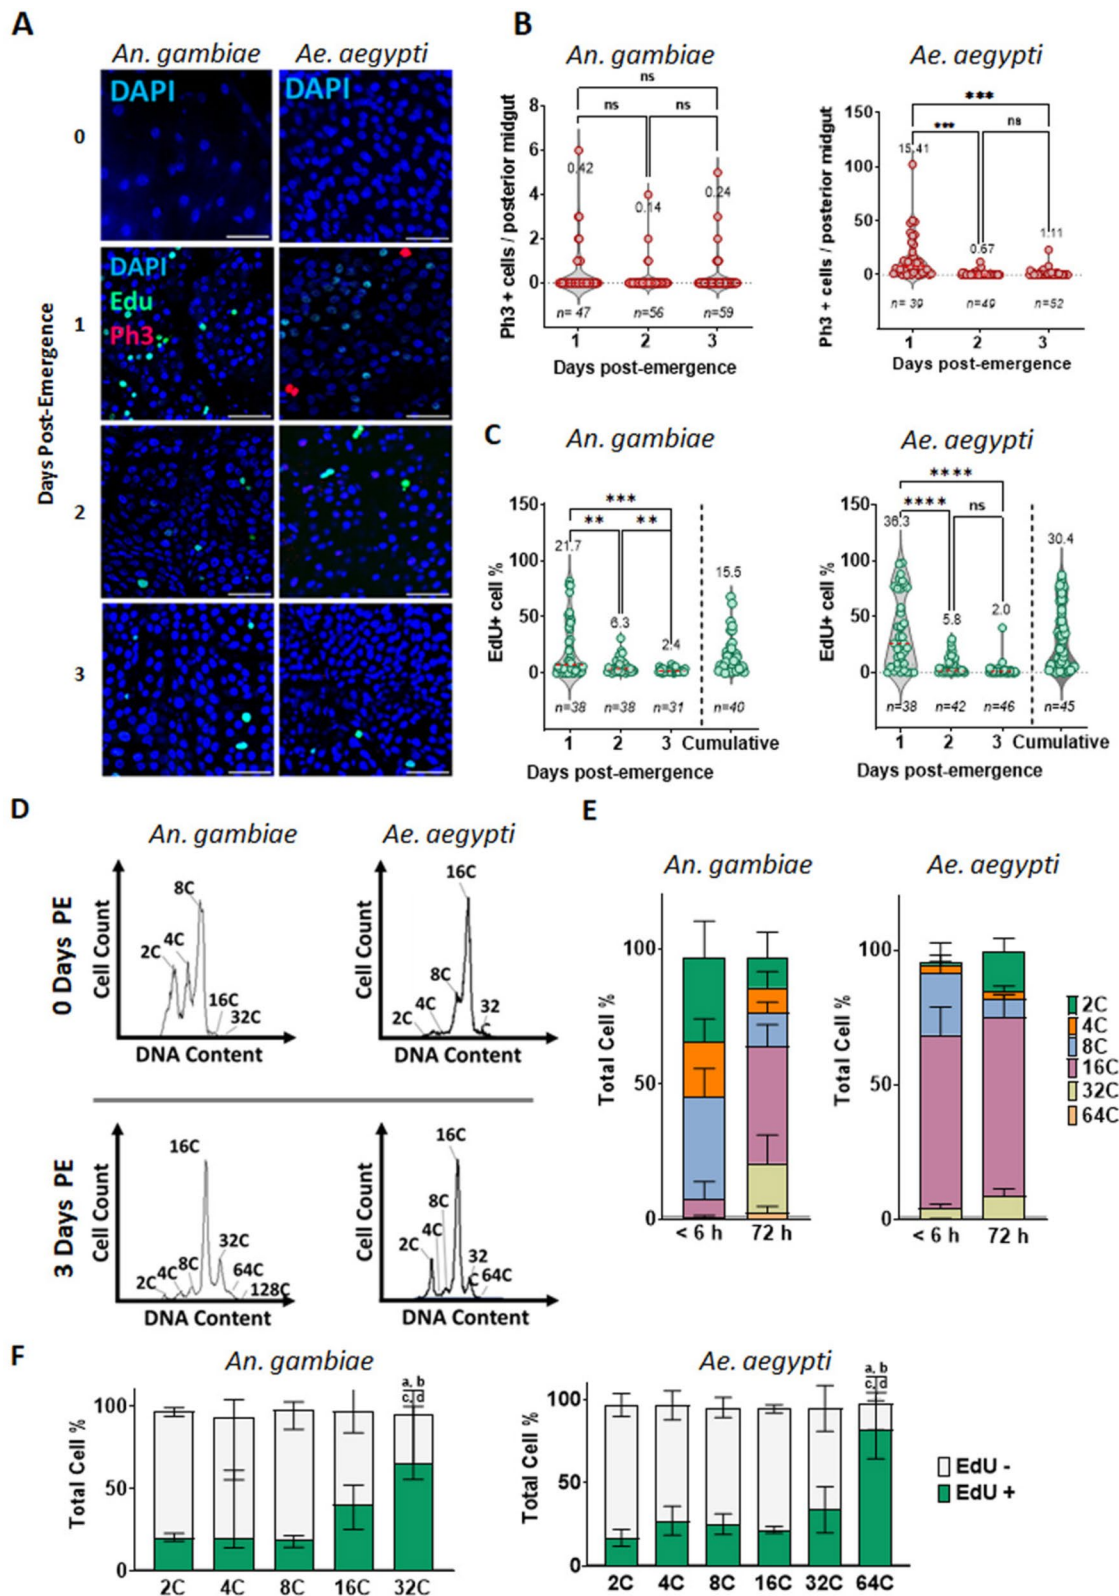 A
An. gambiae
Ae. aegypti
DAPI
DAPI
0
DAPI
Edu
Ph3
1
2
3
Days Post-Emergence
B
An. gambiae
Ae. aegypti
ns
ns
ns
8
6
4
2
0
Ph3 + cells / posterior midgut
0.42
0.14
0.24
n= 47
n=56
n=59
1
2
3
Days post-emergence
***
***
ns
150
100
50
0
Ph3 + cells / posterior midgut
15.41
0.67
1.11
n= 39
n=49
n=52
1
2
3
Days post-emergence
C
An. gambiae
Ae. aegypti
***
**
**
150
100
50
0
EdU+ cell %
21.7
6.3
2.4
15.5
n=38
n=38
n=31
n=40
1
2
3
Cumulative
Days post-emergence
****
****
ns
150
100
50
0
EdU+ cell %
36.3
5.8
2.0
30.4
n=38
n=42
n=46
n=45
1
2
3
Cumulative
Days post-emergence
D
An. gambiae
Ae. aegypti
0 Days PE
Cell Count
2C
4C
8C
16C
32C
DNA Content
Cell Count
2C
4C
8C
16C
32
C
DNA Content
3 Days PE
Cell Count
2C
4C
8C
16C
32C
64C
128C
DNA Content
Cell Count
2C
4C
8C
16C
32
C
64C
DNA Content
E
An. gambiae
Ae. aegypti
Total Cell %
100
50
0
< 6 h
72 h
Total Cell %
100
50
0
< 6 h
72 h
2C
4C
8C
16C
32C
64C
F
An. gambiae
Ae. aegypti
Total Cell %
100
50
0
a, b
c, d
2C
4C
8C
16C
32C
Total Cell %
100
50
0
a, b
c, d
2C
4C
8C
16C
32C
64C
EdU -
EdU +